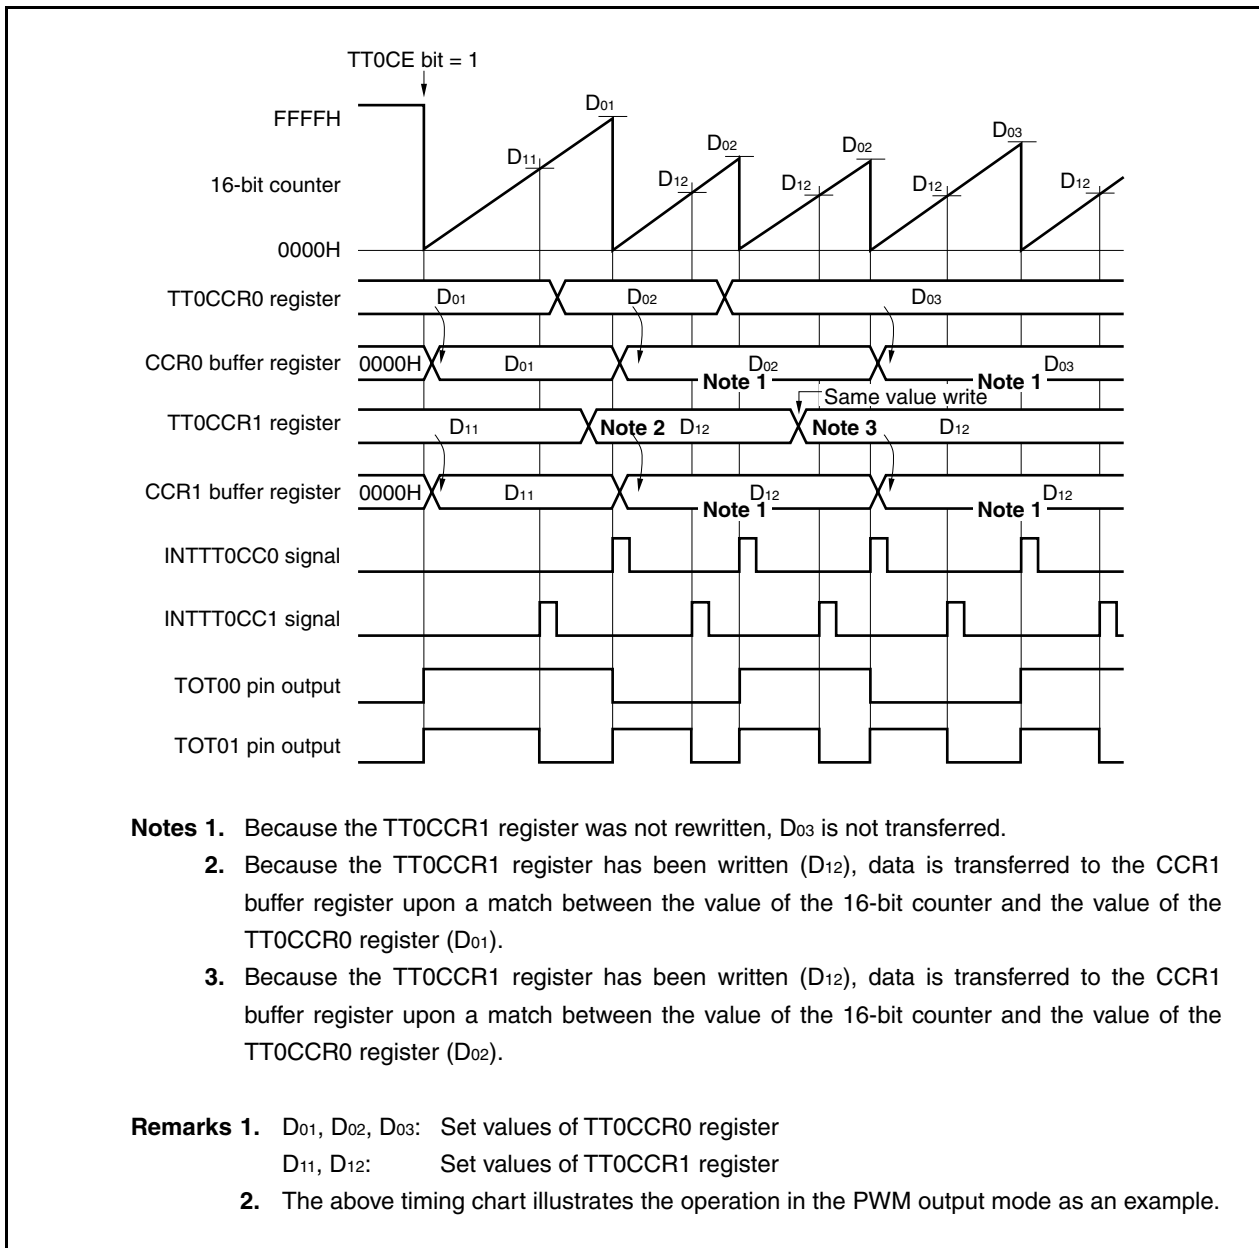 TT0CE bit = 1
FFFFH
D01
D11
D02
D02
D03
16-bit counter
D12
D12
D12
D12
0000H
TT0CCR0 register
D01
D02
D03
CCR0 buffer register
0000H
D01
D02
D03
Note 1
Note 1
Same value write
TT0CCR1 register
D11
Note 2
D12
Note 3
D12
CCR1 buffer register
0000H
D11
D12
D12
Note 1
Note 1
INTTT0CC0 signal
INTTT0CC1 signal
TOT00 pin output
TOT01 pin output
Notes 1. Because the TT0CCR1 register was not rewritten, D03 is not transferred.
2. Because the TT0CCR1 register has been written (D12), data is transferred to the CCR1
buffer register upon a match between the value of the 16-bit counter and the value of the
TT0CCR0 register (D01).
3. Because the TT0CCR1 register has been written (D12), data is transferred to the CCR1
buffer register upon a match between the value of the 16-bit counter and the value of the
TT0CCR0 register (D02).
Remarks 1. D01, D02, D03: Set values of TT0CCR0 register
D11, D12: Set values of TT0CCR1 register
2. The above timing chart illustrates the operation in the PWM output mode as an example.